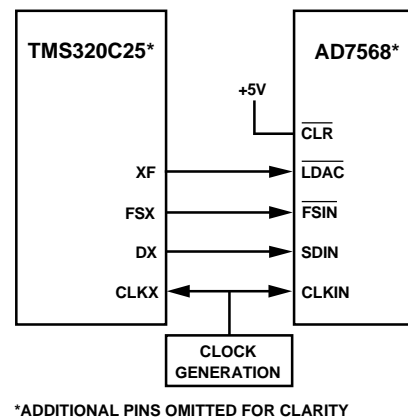 TMS320C25*
AD7568*
+5V
CLR
XF
LDAC
FSX
FSIN
DX
SDIN
CLKX
CLKIN
CLOCK
GENERATION
*ADDITIONAL PINS OMITTED FOR CLARITY